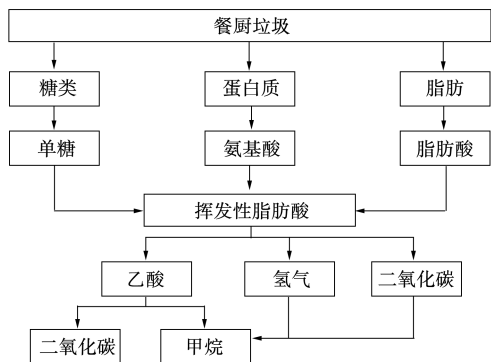 餐厨垃圾
糖类
蛋白质
脂肪
单糖
氨基酸
脂肪酸
挥发性脂肪酸
乙酸
氢气
二氧化碳
二氧化碳
甲烷